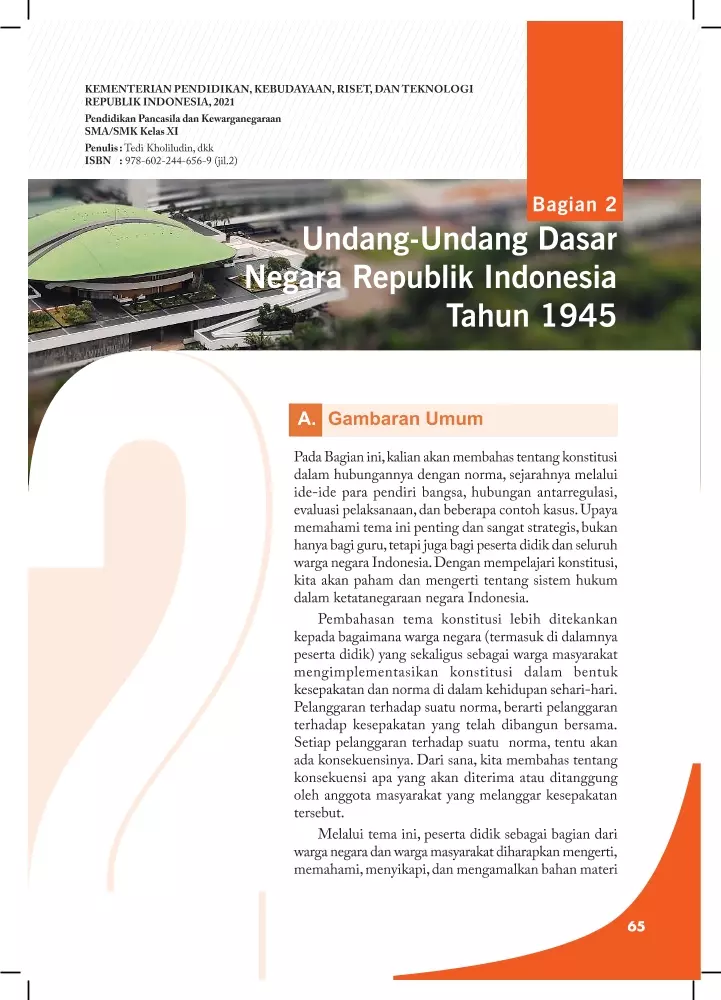 KEMENTERIAN PENDIDIKAN, KEBUDAYAAN, RISET, DAN TEKNOLOGI
REPUBLIK INDONESIA, 2021
Pendidikan Pancasila dan Kewarganegaraan
SMA/SMK Kelas XI
Penulis : Tedi Kholiludin, dkk
ISBN : 978-602-244-656-9 (jil.2)
Bagian 2
Undang-Undang Dasar
Negara Republik Indonesia
Tahun 1945
2
A. Gambaran Umum
Pada Bagian ini, kalian akan membahas tentang konstitusi
dalam hubungannya dengan norma, sejarahnya melalui
ide-ide para pendiri bangsa, hubungan antarregulasi,
evaluasi pelaksanaan, dan beberapa contoh kasus. Upaya
memahami tema ini penting dan sangat strategis, bukan
hanya bagi guru, tetapi juga bagi peserta didik dan seluruh
warga negara Indonesia. Dengan mempelajari konstitusi,
kita akan paham dan mengerti tentang sistem hukum
dalam ketatanegaraan negara Indonesia.
Pembahasan tema konstitusi lebih ditekankan
kepada bagaimana warga negara (termasuk di dalamnya
peserta didik) yang sekaligus sebagai warga masyarakat
mengimplementasikan konstitusi dalam bentuk
kesepakatan dan norma di dalam kehidupan sehari-hari.
Pelanggaran terhadap suatu norma, berarti pelanggaran
terhadap kesepakatan yang telah dibangun bersama.
Setiap pelanggaran terhadap suatu norma, tentu akan
ada konsekuensinya. Dari sana, kita membahas tentang
konsekuensi apa yang akan diterima atau ditanggung
oleh anggota masyarakat yang melanggar kesepakatan
tersebut.
Melalui tema ini, peserta didik sebagai bagian dari
warga negara dan warga masyarakat diharapkan mengerti,
memahami, menyikapi, dan mengamalkan bahan materi
65